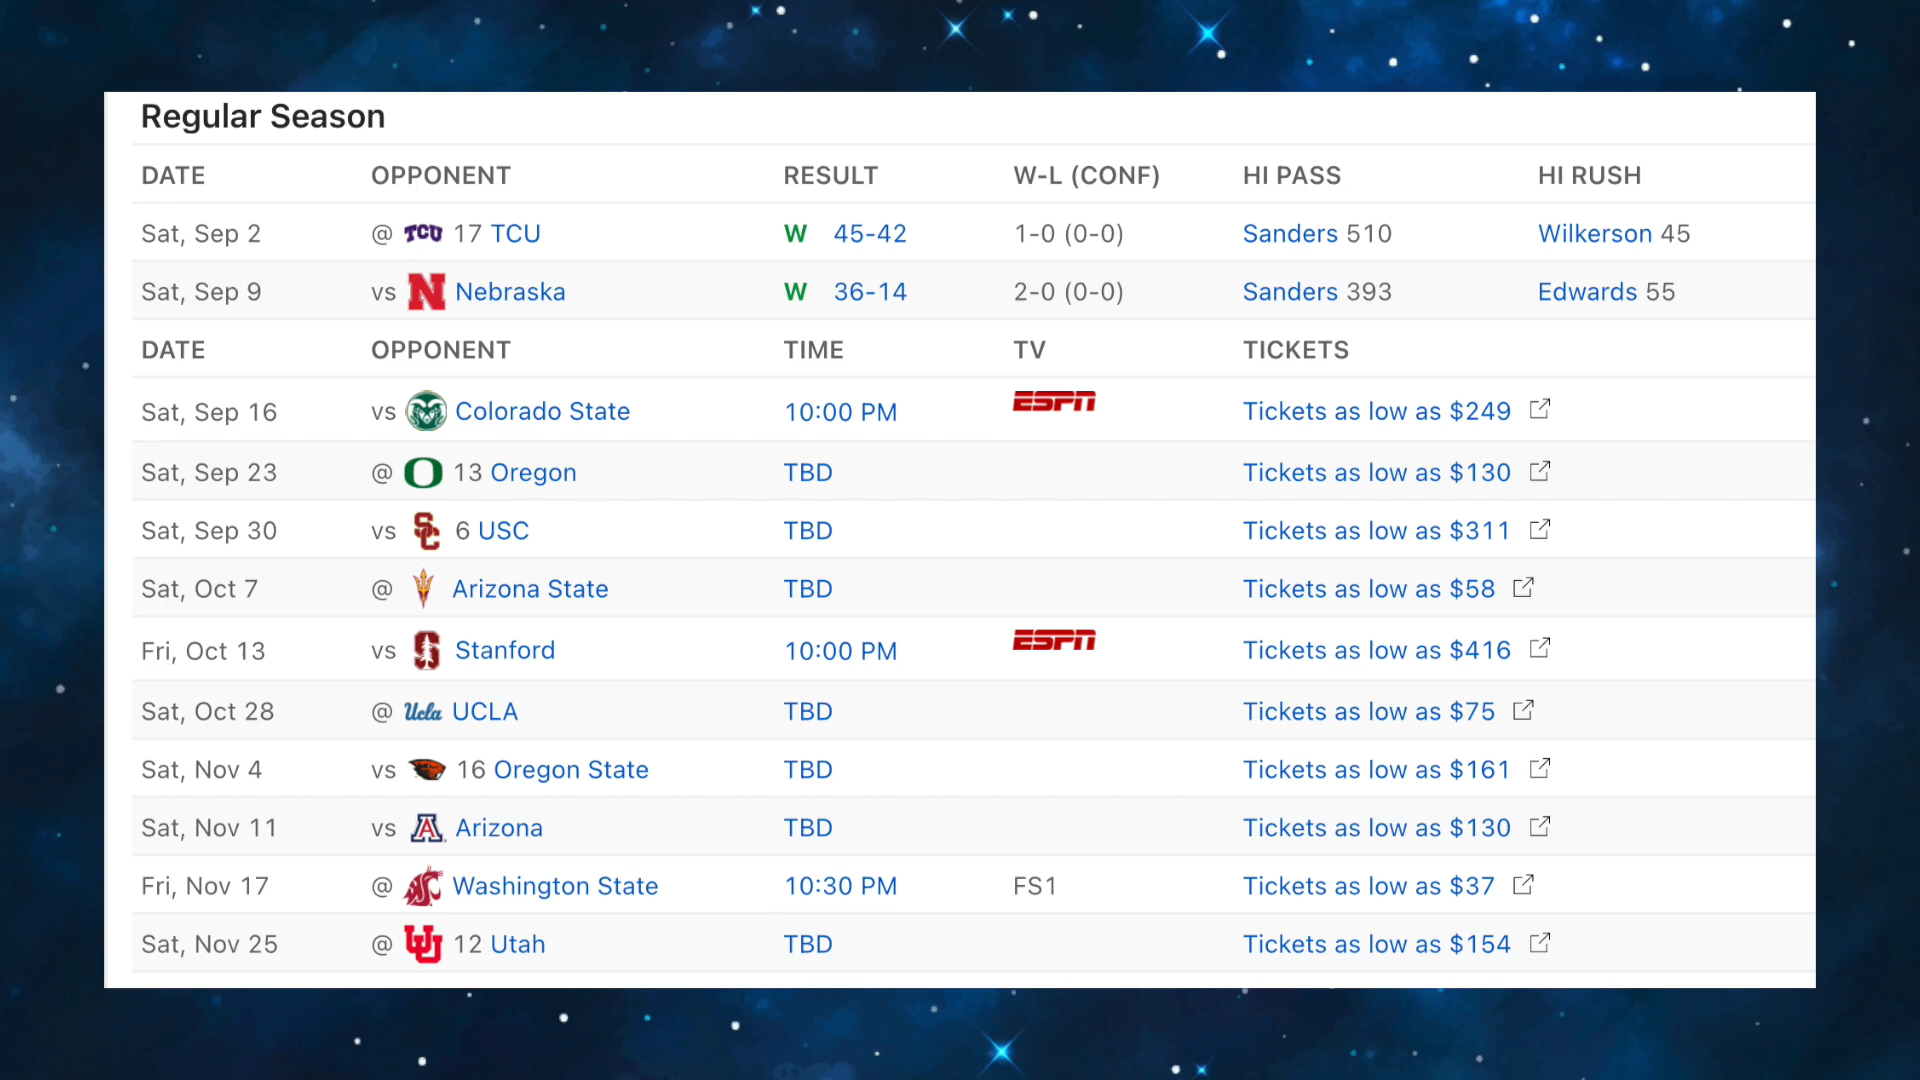 Regular Season
DATE OPPONENT RESULT W-L (CONF) HI PASS HI RUSH
Sat, Sep 2 @ TCU 17 TCU W 45-42 1-0 (0-0) Sanders 510 Wilkerson 45
Sat, Sep 9 vs N Nebraska W 36-14 2-0 (0-0) Sanders 393 Edwards 55
DATE OPPONENT TIME TV TICKETS
Sat, Sep 16 vs Colorado State 10:00 PM ESPN Tickets as low as $249
Sat, Sep 23 @ O 13 Oregon TBD Tickets as low as $130
Sat, Sep 30 vs SC 6 USC TBD Tickets as low as $311
Sat, Oct 7 @ Arizona State TBD Tickets as low as $58
Fri, Oct 13 vs S Stanford 10:00 PM ESPN Tickets as low as $416
Sat, Oct 28 @ Ucla UCLA TBD Tickets as low as $75
Sat, Nov 4 vs 16 Oregon State TBD Tickets as low as $161
Sat, Nov 11 vs A Arizona TBD Tickets as low as $130
Fri, Nov 17 @ Washington State 10:30 PM FS1 Tickets as low as $37
Sat, Nov 25 @ U 12 Utah TBD Tickets as low as $154